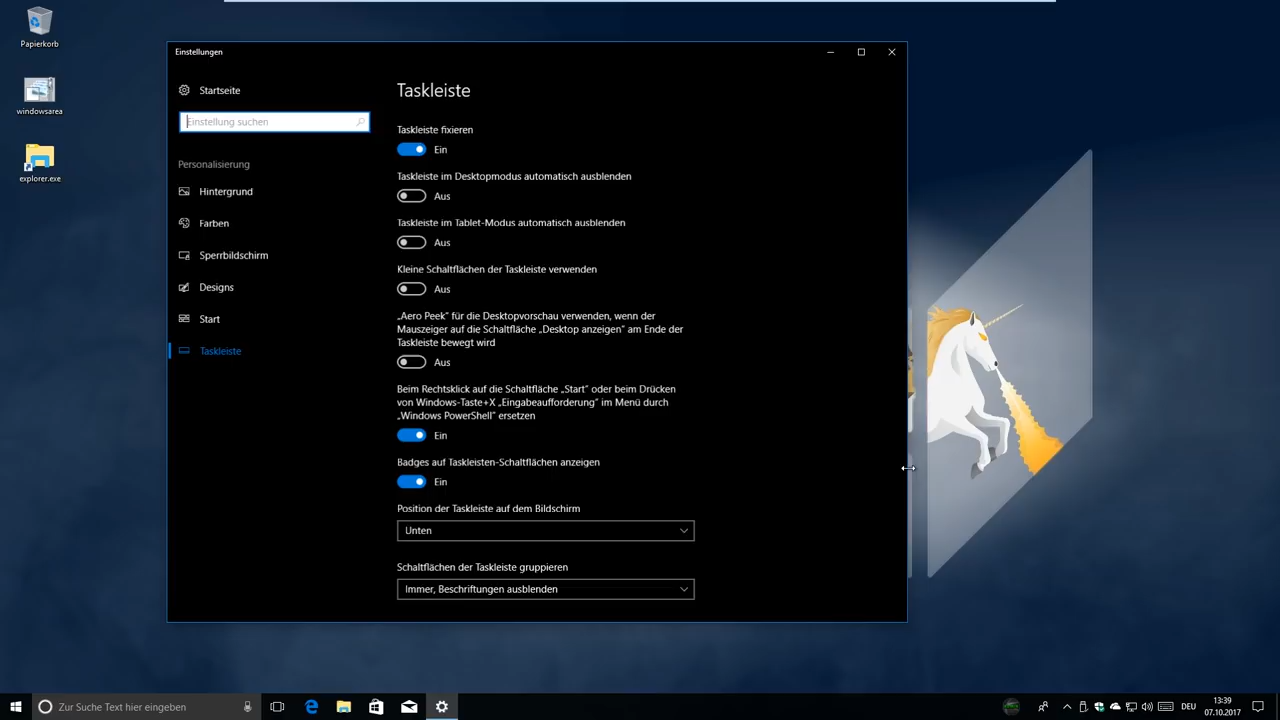 Papierkorb
windowsarea
explorer.exe
Einstellungen
Startseite
Einstellung suchen
Personalisierung
Hintergrund
Farben
Sperrbildschirm
Designs
Start
Taskleiste
Taskleiste
Taskleiste fixieren
Ein
Taskleiste im Desktopmodus automatisch ausblenden
Aus
Taskleiste im Tablet-Modus automatisch ausblenden
Aus
Kleine Schaltflächen der Taskleiste verwenden
Aus
„Aero Peek“ für die Desktopvorschau verwenden, wenn der
Mauszeiger auf die Schaltfläche „Desktop anzeigen“ am Ende der
Taskleiste bewegt wird
Aus
Beim Rechtsklick auf die Schaltfläche „Start“ oder beim Drücken
von Windows-Taste+X „Eingabeaufforderung“ im Menü durch
„Windows PowerShell“ ersetzen
Ein
Badges auf Taskleisten-Schaltflächen anzeigen
Ein
Position der Taskleiste auf dem Bildschirm
Unten
Schaltflächen der Taskleiste gruppieren
Immer, Beschriftungen ausblenden
Zur Suche Text hier eingeben
DEU
13:39
07.10.2017